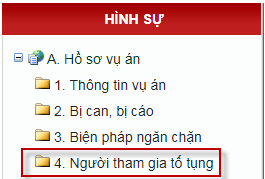 HÌNH SỰ
A. Hồ sơ vụ án
1. Thông tin vụ án
2. Bị can, bị cáo
3. Biện pháp ngăn chặn
4. Người tham gia tố tụng